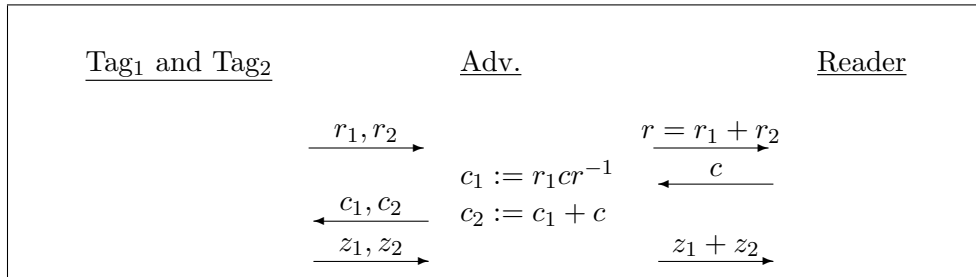 Tag₁ and Tag₂ Adv. Reader
r₁, r₂ r = r₁ + r₂
c₁ := r₁cr⁻¹ c
c₁, c₂ c₂ := c₁ + c
z₁, z₂ z₁ + z₂